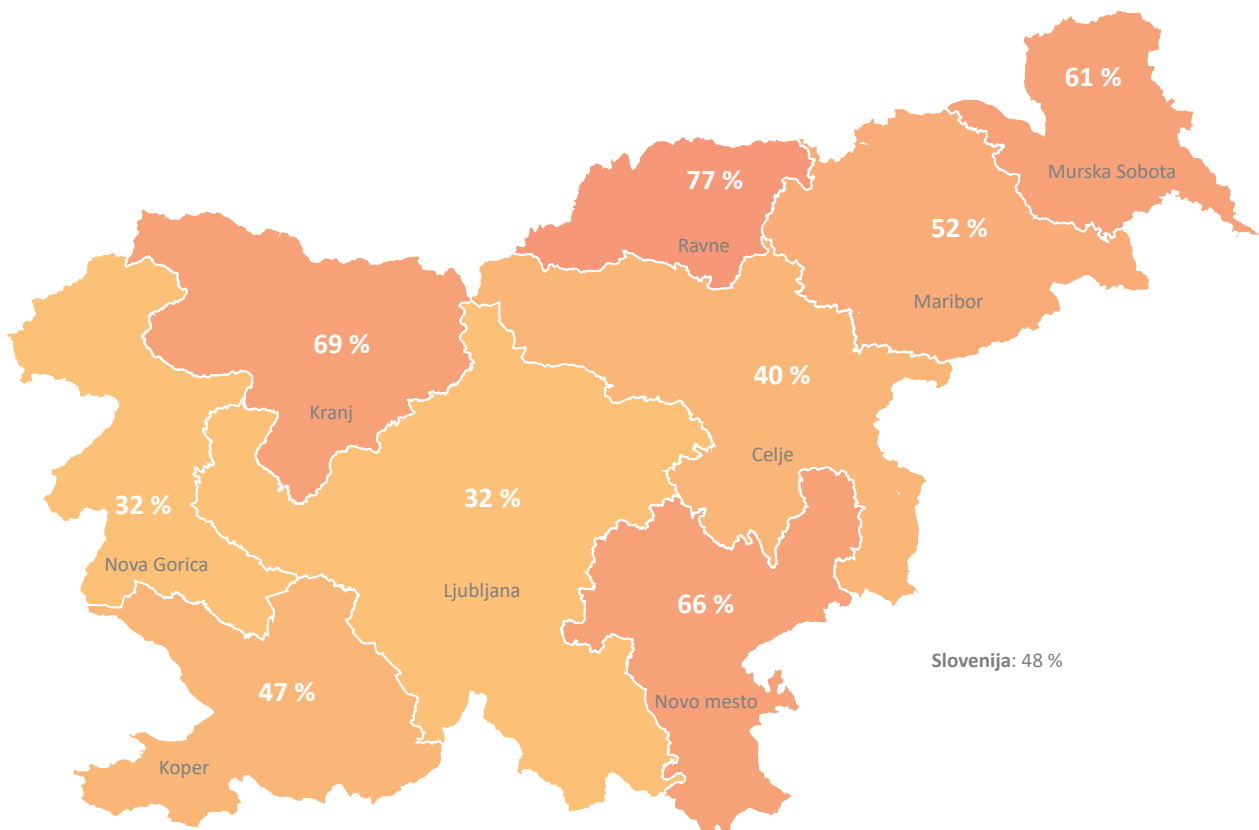 61 %
Murska Sobota
77 %
Ravne
52 %
Maribor
69 %
Kranj
40 %
Celje
32 %
Nova Gorica
32 %
Ljubljana
66 %
Novo mesto
47 %
Koper
Slovenija: 48 %